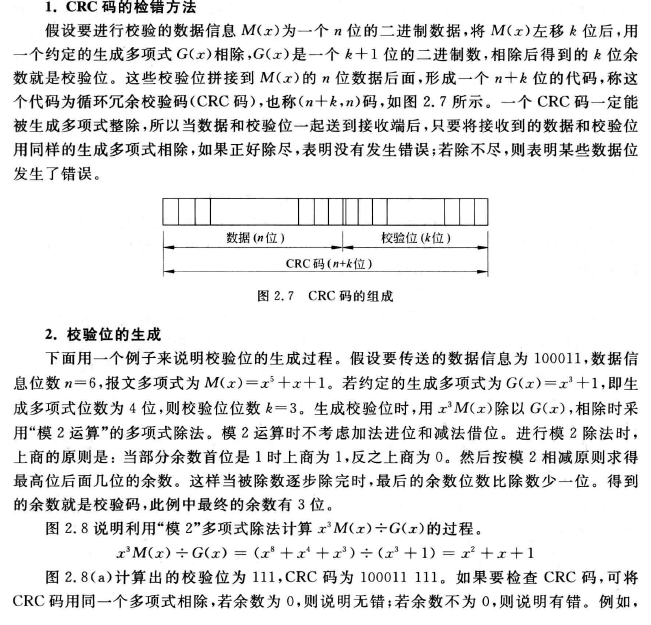 1. CRC 码的检错方法
假设要进行校验的数据信息 M(x)为一个 n 位的二进制数据,将 M(x)左移 k 位后,用
一个约定的生成多项式 G(x)相除,G(x)是一个 k+1 位的二进制数,相除后得到的 k 位余
数就是校验位。这些校验位拼接到 M(x)的 n 位数据后面,形成一个 n+k 位的代码,称这
个代码为循环冗余校验码(CRC 码),也称(n+k,n)码,如图 2.7 所示。一个 CRC 码一定能
被生成多项式整除,所以当数据和校验位一起送到接收端后,只要将接收到的数据和校验位
用同样的生成多项式相除,如果正好除尽,表明没有发生错误;若除不尽,则表明某些数据位
发生了错误。
数据(n位) 校验位(k位)
CRC 码(n+k位)
图 2.7 CRC 码的组成
2. 校验位的生成
下面用一个例子来说明校验位的生成过程。假设要传送的数据信息为 100011,数据信
息位数 n=6,报文多项式为 M(x)=x⁵+x+1。若约定的生成多项式为 G(x)=x³+1,即生
成多项式位数为 4 位,则校验位位数 k=3。生成校验位时,用 x³M(x)除以 G(x),相除时采
用“模 2 运算”的多项式除法。模 2 运算时不考虑加法进位和减法借位。进行模 2 除法时,
上商的原则是:当部分余数首位是 1 时上商为 1,反之上商为 0。然后按模 2 相减原则求得
最高位后面几位的余数。这样当被除数逐步除完时,最后的余数位数比除数少一位。得到
的余数就是校验码,此例中最终的余数有 3 位。
图 2.8 说明利用“模 2”多项式除法计算 x³M(x)÷G(x)的过程。
x³M(x)÷G(x) = (x⁸+x⁴+x³)÷(x³+1) = x²+x+1
图 2.8(a)计算出的校验位为 111,CRC 码为 100011 111。如果要检查 CRC 码,可将
CRC 码用同一个多项式相除,若余数为 0,则说明无错;若余数不为 0,则说明有错。例如,